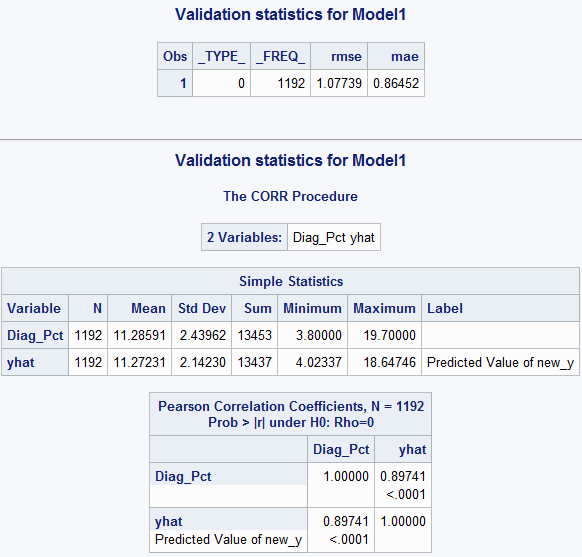 Validation statistics for Model1
Obs _TYPE_ _FREQ_ rmse mae
1 0 1192 1.07739 0.86452
Validation statistics for Model1
The CORR Procedure
2 Variables: Diag_Pct yhat
Simple Statistics
Variable N Mean Std Dev Sum Minimum Maximum Label
Diag_Pct 1192 11.28591 2.43962 13453 3.80000 19.70000
yhat 1192 11.27231 2.14230 13437 4.02337 18.64746 Predicted Value of new_y
Pearson Correlation Coefficients, N = 1192
Prob > |r| under H0: Rho=0
Diag_Pct yhat
Diag_Pct 1.00000 0.89741
<.0001
yhat 0.89741 1.00000
Predicted Value of new_y <.0001